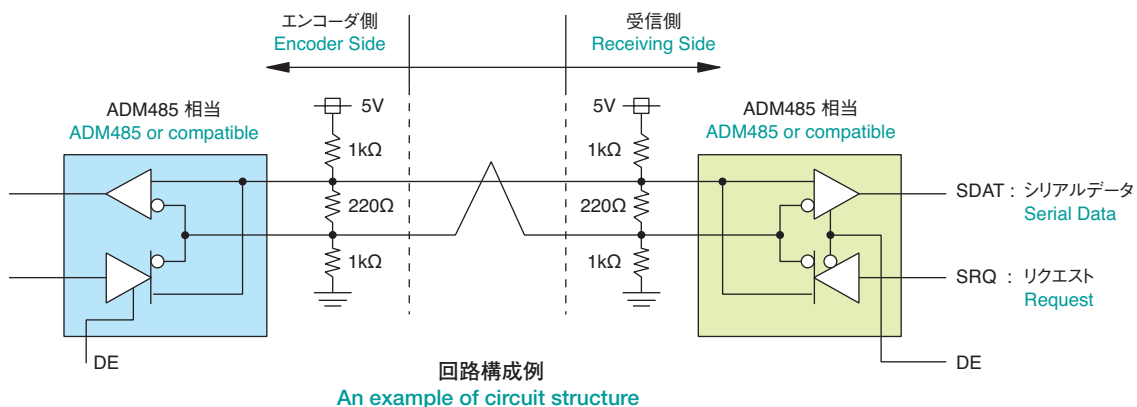 エンコーダ側
Encoder Side
受信側
Receiving Side
ADM485 相当
ADM485 or compatible
5V
5V
ADM485 相当
ADM485 or compatible
1kΩ
1kΩ
220Ω
220Ω
1kΩ
1kΩ
SDAT : シリアルデータ
Serial Data
SRQ : リクエスト
Request
DE
DE
回路構成例
An example of circuit structure